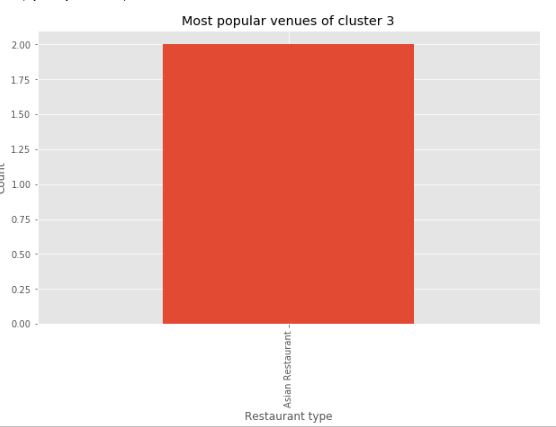 Most popular venues of cluster 3
2.00
1.75
1.50
1.25
1.00
0.75
0.50
0.25
0.00
Count
Asian Restaurant
Restaurant type